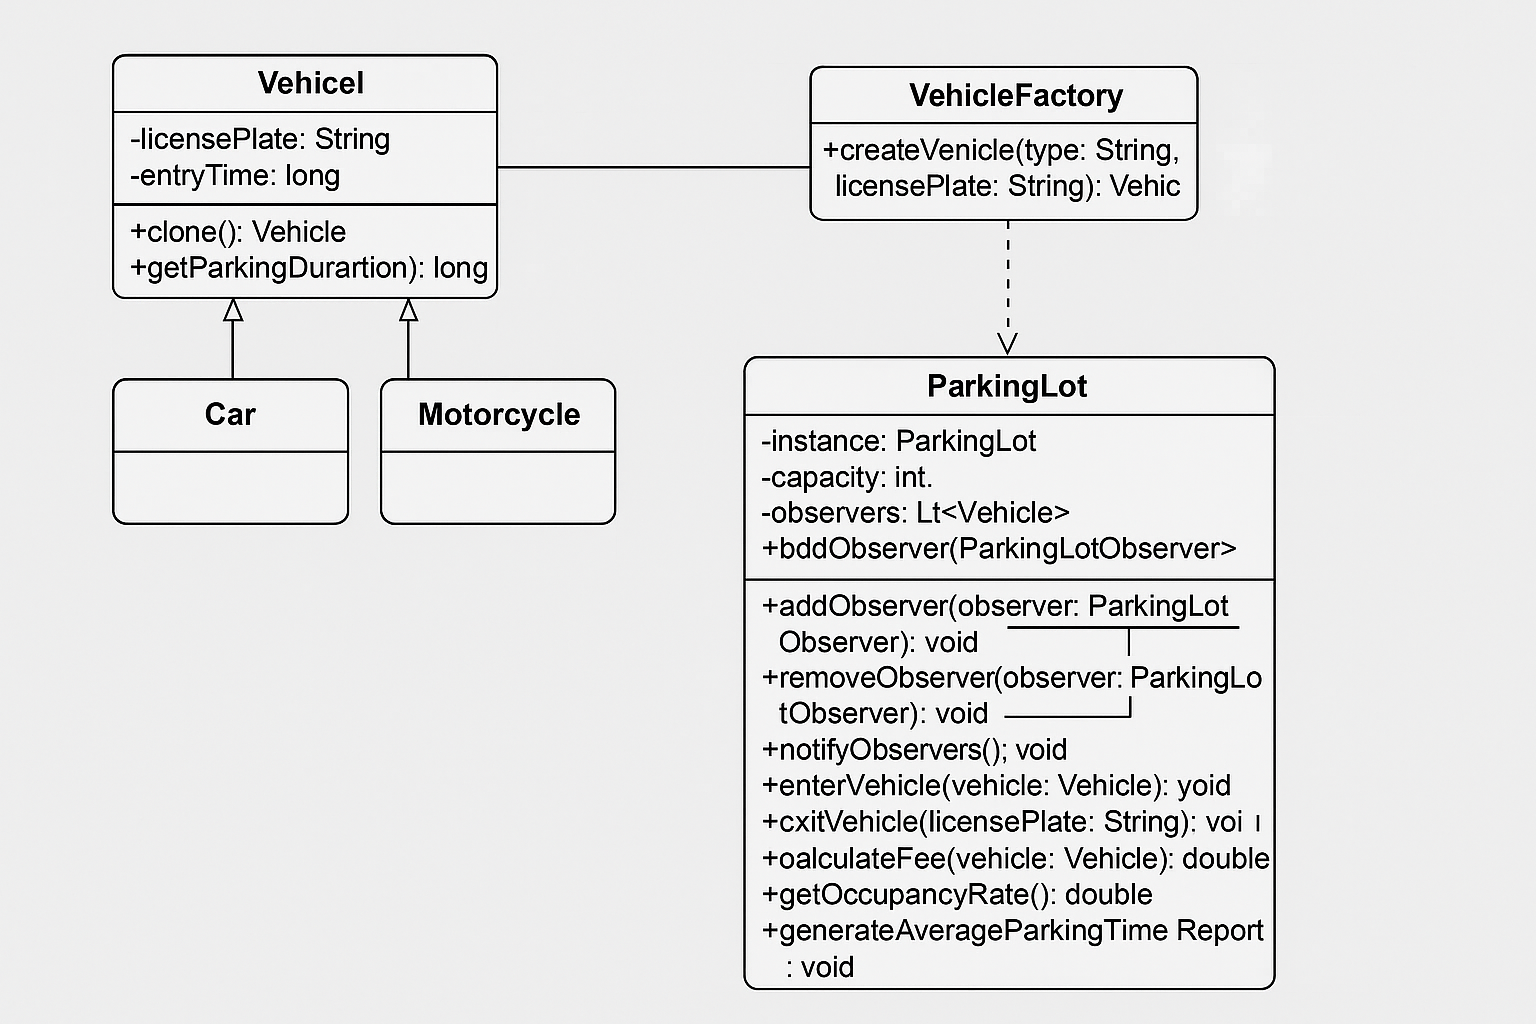 Vehicel
-licensePlate: String
-entryTime: long
+clone(): Vehicle
+getParkingDurartion): long
VehicleFactory
+createVenicle(type: String,
licensePlate: String): Vehic
Car
Motorcycle
ParkingLot
-instance: ParkingLot
-capacity: int.
-observers: Lt<Vehicle>
+bddObserver(ParkingLotObserver>
+addObserver(observer: ParkingLot
Observer): void
+removeObserver(observer: ParkingLo
tObserver): void
+notifyObservers(); void
+enterVehicle(vehicle: Vehicle): yoid
+cxitVehicle(licensePlate: String): voi ı
+oalculateFee(vehicle: Vehicle): double
+getOccupancyRate(): double
+generateAverageParkingTime Report
: void